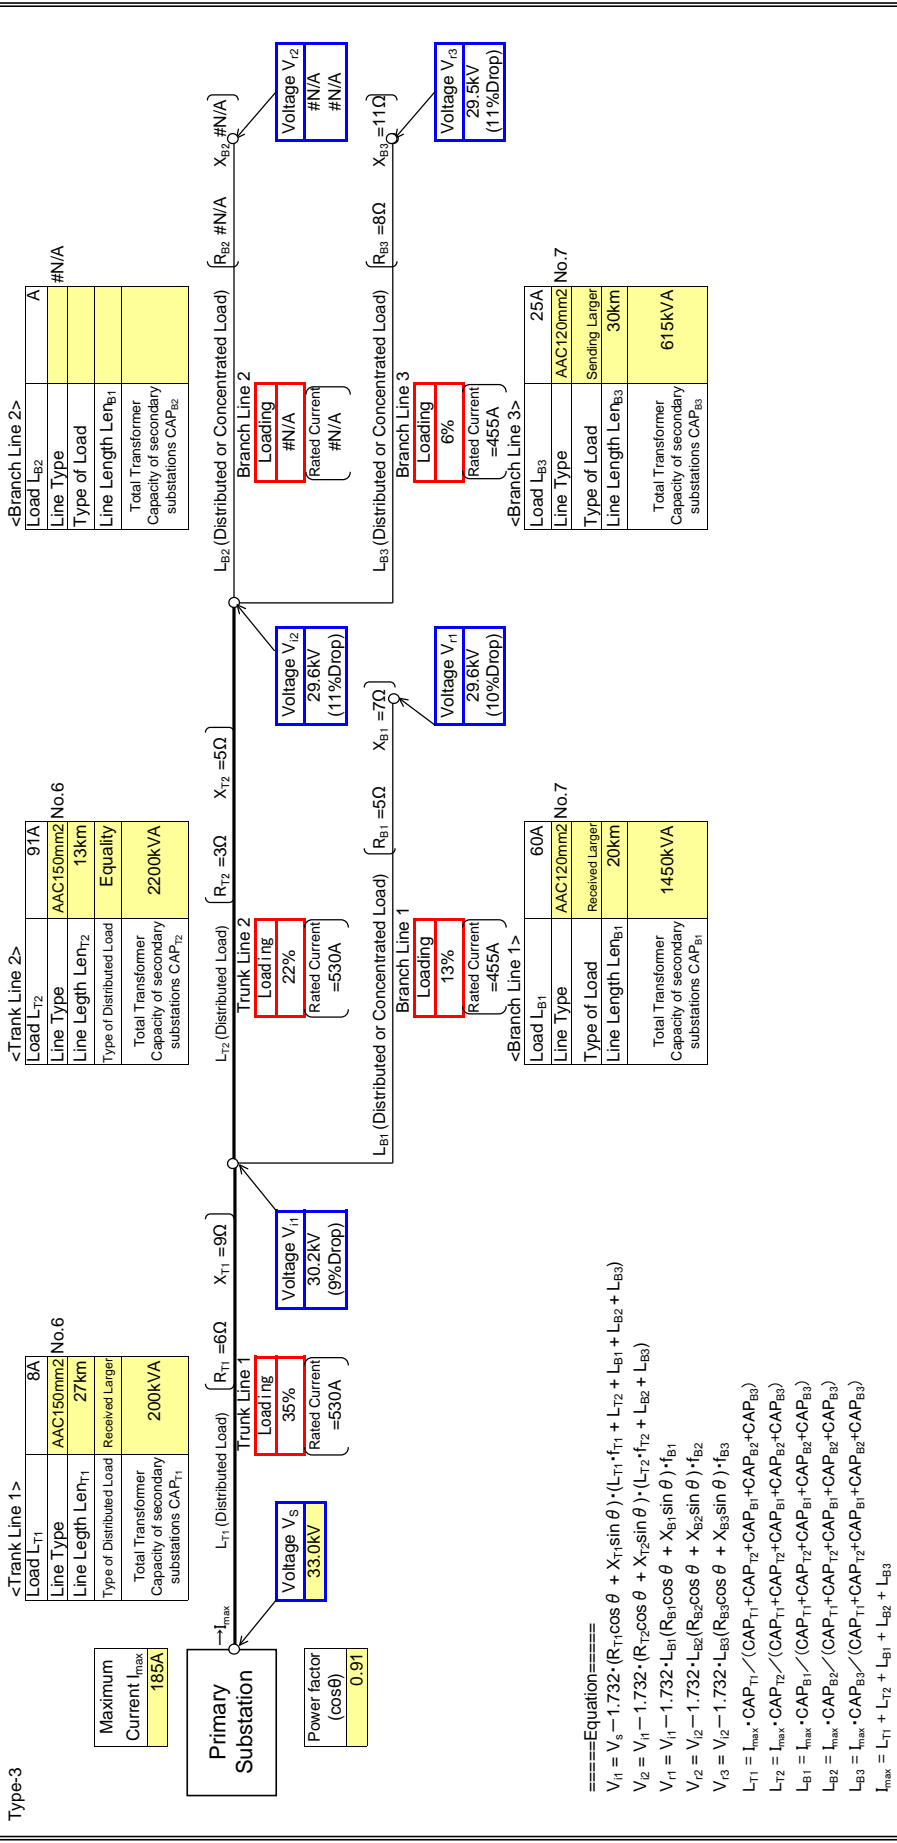 Type-3
Maximum
Current Imax
185A
Primary
Substation
Power factor
(cosθ)
0.91
→Imax
Voltage VS
33.0kV
<Trank Line 1>
Load LT1 8A
Line Type AAC150mm2 No.6
Line Legth LenT1 27km
Type of Distributed Load Received Larger
Total Transformer
Capacity of secondary
substations CAPT1
200kVA
LT1 (Distributed Load)
RT1 =6Ω XT1 =9Ω
Trunk Line 1
Loading
35%
Rated Current
=530A
Voltage Vi1
30.2kV
(9%Drop)
<Trank Line 2>
Load LT2 91A
Line Type AAC150mm2 No.6
Line Legth LenT2 13km
Type of Distributed Load Equality
Total Transformer
Capacity of secondary
substations CAPT2
2200kVA
LT2 (Distributed Load)
RT2 =3Ω XT2 =5Ω
Trunk Line 2
Loading
22%
Rated Current
=530A
Voltage Vi2
29.6kV
(11%Drop)
LB1 (Distributed or Concentrated Load)
RB1 =5Ω XB1 =7Ω
Branch Line 1
Loading
13%
Rated Current
=455A
Voltage Vr1
29.6kV
(10%Drop)
<Branch Line 1>
Load LB1 60A
Line Type AAC120mm2 No.7
Type of Load Received Larger
Line Length LenB1 20km
Total Transformer
Capacity of secondary
substations CAPB1
1450kVA
<Branch Line 2>
Load LB2 A
Line Type #N/A
Type of Load
Line Length LenB1
Total Transformer
Capacity of secondary
substations CAPB2
LB2 (Distributed or Concentrated Load)
RB2 #N/A XB2 #N/A
Branch Line 2
Loading
#N/A
Rated Current
#N/A
Voltage Vr2
#N/A
#N/A
LB3 (Distributed or Concentrated Load)
RB3 =8Ω XB3 =11Ω
Branch Line 3
Loading
6%
Rated Current
=455A
Voltage Vr3
29.5kV
(11%Drop)
<Branch Line 3>
Load LB3 25A
Line Type AAC120mm2 No.7
Type of Load Sending Larger
Line Length LenB3 30km
Total Transformer
Capacity of secondary
substations CAPB3
615kVA
=====Equation=====
Vi1 = Vs−1.732・(RT1cos θ + XT1sin θ)・(LT1・fT1 + LT2 + LB1 + LB2 + LB3)
Vi2 = Vi1−1.732・(RT2cos θ + XT2sin θ)・(LT2・fT2 + LB2 + LB3)
Vr1 = Vi1−1.732・LB1(RB1cos θ + XB1sin θ)・fB1
Vr2 = Vi2−1.732・LB2(RB2cos θ + XB2sin θ)・fB2
Vr3 = Vi2−1.732・LB3(RB3cos θ + XB3sin θ)・fB3
LT1 = Imax・CAPT1／(CAPT1+CAPT2+CAPB1+CAPB2+CAPB3)
LT2 = Imax・CAPT2／(CAPT1+CAPT2+CAPB1+CAPB2+CAPB3)
LB1 = Imax・CAPB1／(CAPT1+CAPT2+CAPB1+CAPB2+CAPB3)
LB2 = Imax・CAPB2／(CAPT1+CAPT2+CAPB1+CAPB2+CAPB3)
LB3 = Imax・CAPB3／(CAPT1+CAPT2+CAPB1+CAPB2+CAPB3)
Imax = LT1 + LT2 + LB1 + LB2 + LB3